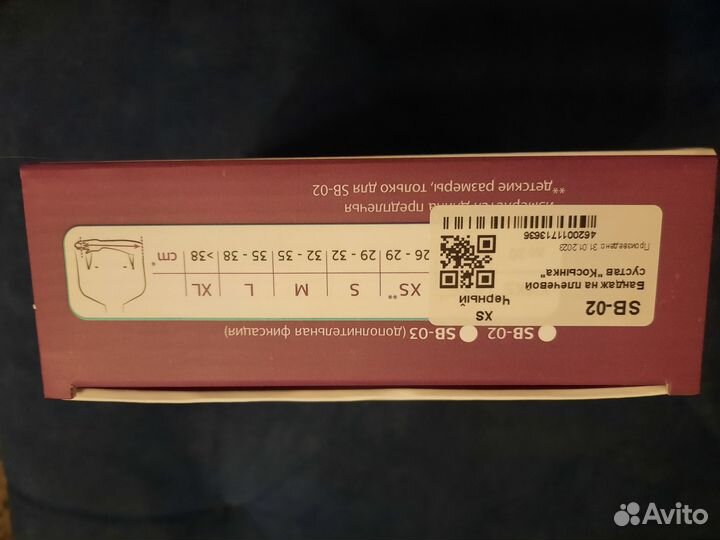 SB-02
SB-03 (дополнительная фиксация)
XS** S M L XL
26 - 29 29 - 32 32 - 35 35 - 38 >38 cm*
измеряется длина предплечья
**детские размеры, только для SB-02
SB-02
Бандаж на плечевой
сустав "Косынка"
XS
Черный
Произведено: 31.01.2023
4620011713636
Avito